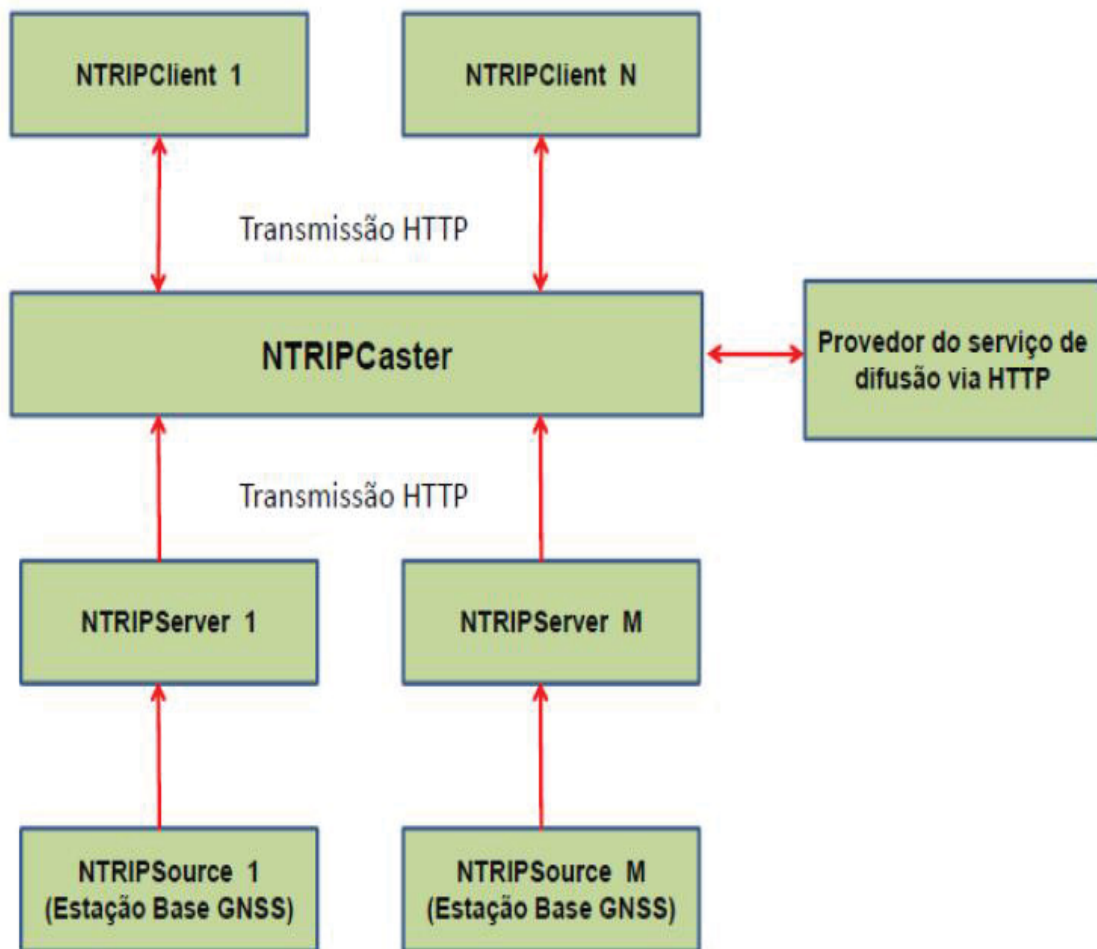 NTRIPClient 1
NTRIPClient N
Transmissão HTTP
NTRIPCaster
Provedor do serviço de
difusão via HTTP
Transmissão HTTP
NTRIPServer 1
NTRIPServer M
NTRIPSource 1
(Estação Base GNSS)
NTRIPSource M
(Estação Base GNSS)